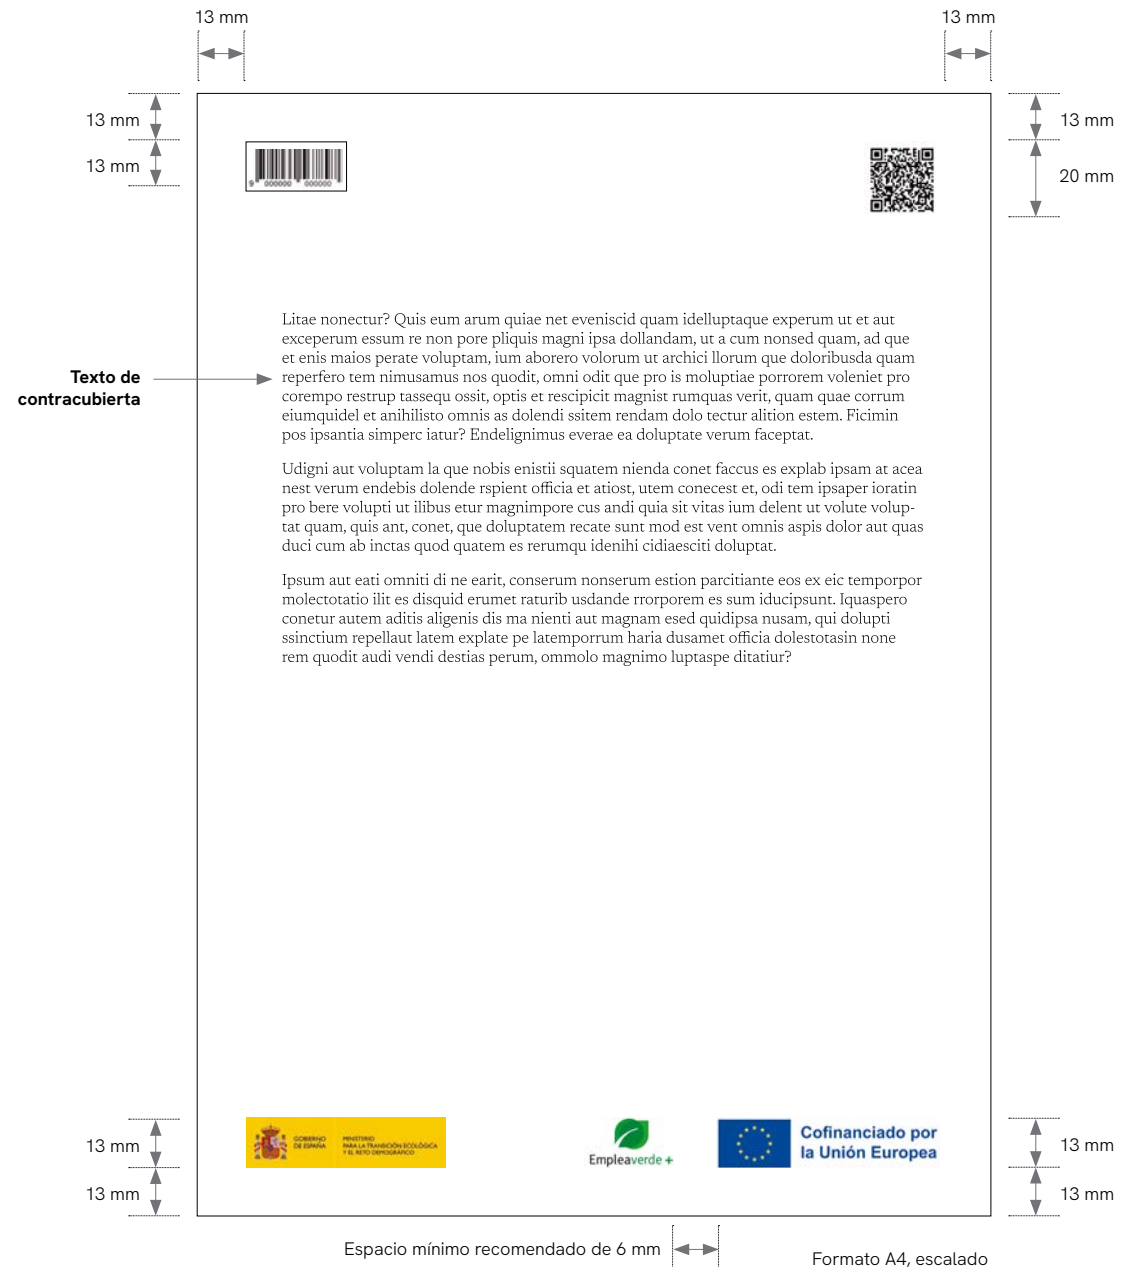 13 mm
13 mm
13 mm
13 mm
13 mm
20 mm
9 000000 000000
Litae nonectur? Quis eum arum quiae net eveniscid quam idelluptaque experum ut et aut
exceperum essum re non pore pliquis magni ipsa dollandam, ut a cum nonsed quam, ad que
et enis maios perate voluptam, ium aborero volorum ut archici llorum que doloribusda quam
reperfero tem nimusamus nos quodit, omni odit que pro is moluptiae porrorem voleniet pro
corempo restrup tassequ ossit, optis et rescipicit magnist rumquas verit, quam quae corrum
eiumquidel et anihilisto omnis as dolendi ssitem rendam dolo tectur alition estem. Ficimin
pos ipsantia simperc iatur? Endelignimus everae ea doluptate verum faceptat.
Texto de
contracubierta
Udigni aut voluptam la que nobis enistii squatem nienda conet faccus es explab ipsam at acea
nest verum endebis dolende rspient officia et atiost, utem conecest et, odi tem ipsaper ioratin
pro bere volupti ut ilibus etur magnimpore cus andi quia sit vitas ium delent ut volute volup-
tat quam, quis ant, conet, que doluptatem recate sunt mod est vent omnis aspis dolor aut quas
duci cum ab inctas quod quatem es rerumqu idenihi cidiaesciti doluptat.
Ipsum aut eati omniti di ne earit, conserum nonserum estion parcitiante eos ex eic temporpor
molectotatio ilit es disquid erumet raturib usdande rrorporem es sum iducipsunt. Iquaspero
conetur autem aditis aligenis dis ma nienti aut magnam esed quidipsa nusam, qui dolupti
ssinctium repellaut latem explate pe latemporrum haria dusamet officia dolestotasin none
rem quodit audi vendi destias perum, ommolo magnimo luptaspe ditatiur?
GOBIERNO
DE ESPAÑA
MINISTERIO
PARA LA TRANSICIÓN ECOLÓGICA
Y EL RETO DEMOGRÁFICO
Empleaverde +
Cofinanciado por
la Unión Europea
13 mm
13 mm
13 mm
13 mm
Espacio mínimo recomendado de 6 mm
Formato A4, escalado